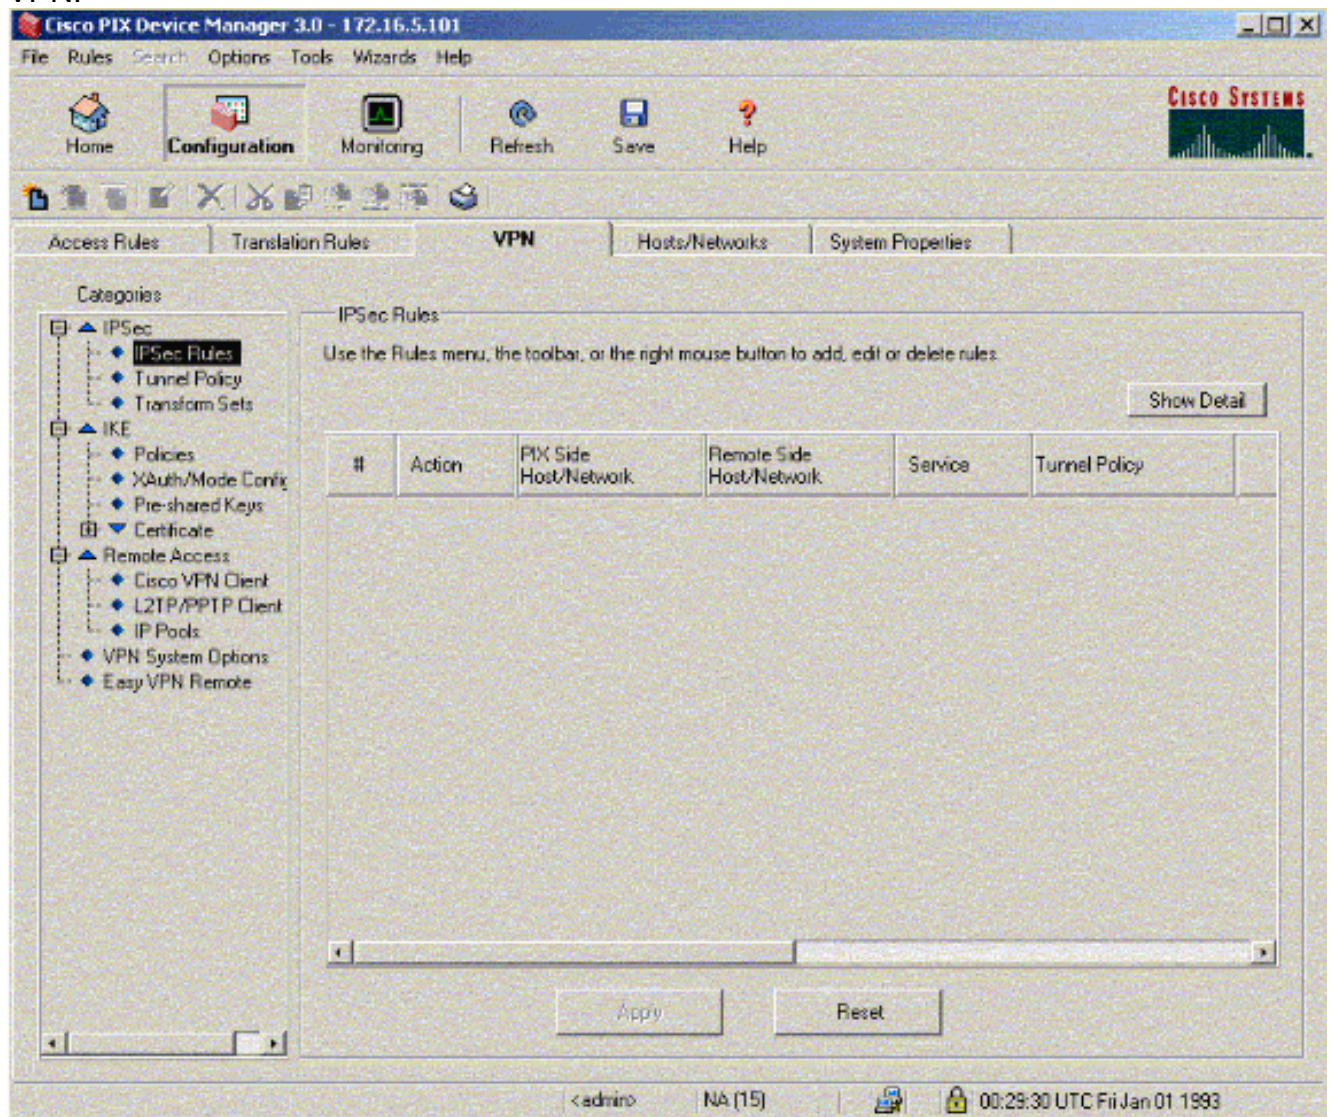 VPN.
Cisco PIX Device Manager 3.0 - 172.16.5.101
File Rules Search Options Tools Wizards Help
CISCO SYSTEMS
Home Configuration Monitoring Refresh Save Help
Access Rules Translation Rules VPN Hosts/Networks System Properties
Categories
IPSec
IPSec Rules
Tunnel Policy
Transform Sets
IKE
Policies
XAuth/Mode Config
Pre-shared Keys
Certificate
Remote Access
Cisco VPN Client
L2TP/PPTP Client
IP Pools
VPN System Options
Easy VPN Remote
IPSec Rules
Use the Rules menu, the toolbar, or the right mouse button to add, edit or delete rules.
Show Detail
# Action PIX Side Host/Network Remote Side Host/Network Service Tunnel Policy
Apply Reset
<admin> NA (15) 00:29:30 UTC Fri Jan 01 1993